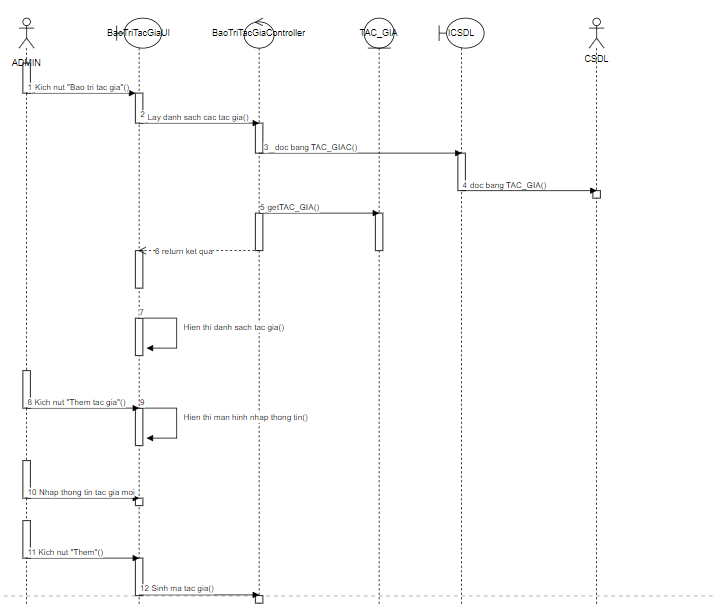 BaoTriTacGiaUI
BaoTriTacGiaController
TAC_GIA
ICSDL
ADMIN
CSDL
1 Kich nut "Bao tri tac gia"()
2 Lay danh sach cac tac gia()
3 doc bang TAC_GIAC()
4 doc bang TAC_GIA()
5 getTAC_GIA()
6 return ket qua
7
Hien thi danh sach tac gia()
8 Kich nut "Them tac gia"()
9
Hien thi man hinh nhap thong tin()
10 Nhap thong tin tac gia moi
11 Kich nut "Them"()
12 Sinh ma tac gia()